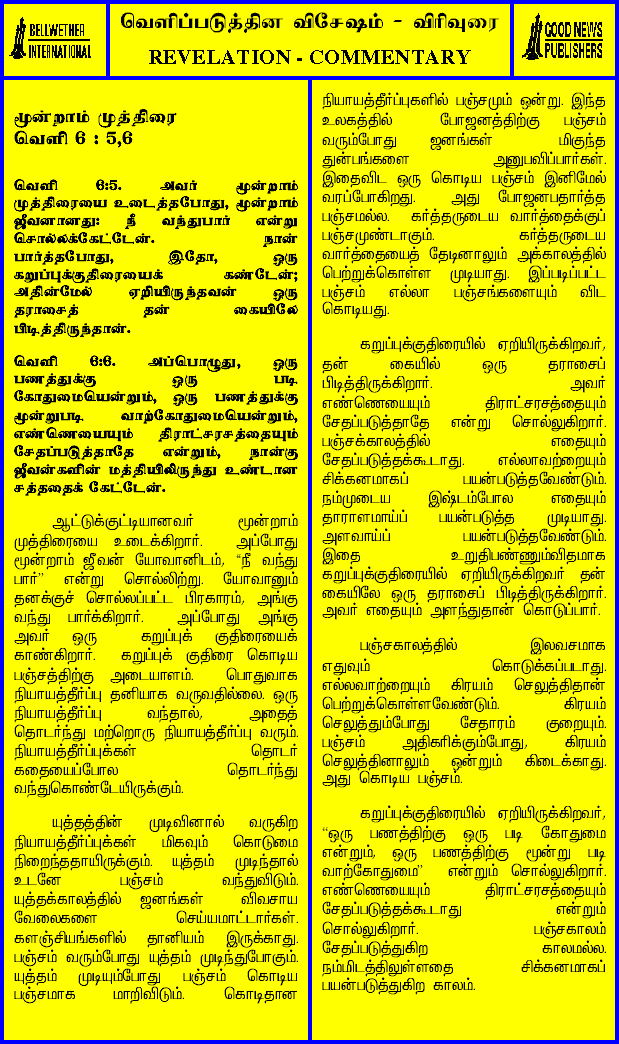 BELLWETHER
INTERNATIONAL
வெளிப்படுத்தின விசேஷம் - விரிவுரை
REVELATION - COMMENTARY
GOOD NEWS
PUBLISHERS
மூன்றாம் முத்திரை
வெளி 6 : 5,6
வெளி 6:5. அவர் மூன்றாம்
முத்திரையை உடைத்தபோது, மூன்றாம்
ஜீவனானது: நீ வந்துபார் என்று
சொல்லக்கேட்டேன். நான்
பார்த்தபோது, இதோ, ஒரு
கறுப்புக்குதிரையைக் கண்டேன்;
அதின்மேல் ஏறியிருந்தவன் ஒரு
தராசைத் தன் கையிலே
பிடித்திருந்தான்.
வெளி 6:6. அப்பொழுது, ஒரு
பணத்துக்கு ஒரு படி
கோதுமையென்றும், ஒரு பணத்துக்கு
மூன்றுபடி வாற்கோதுமையென்றும்,
எண்ணெயையும் திராட்சரசத்தையும்
சேதப்படுத்தாதே என்றும், நான்கு
ஜீவன்களின் மத்தியிலிருந்து உண்டான
சத்தத்தைக் கேட்டேன்.
ஆட்டுக்குட்டியானவர் மூன்றாம்
முத்திரையை உடைக்கிறார். அப்போது
மூன்றாம் ஜீவன் யோவானிடம், “நீ வந்து
பார்” என்று சொல்லிற்று. யோவானும்
தனக்குச் சொல்லப்பட்ட பிரகாரம், அங்கு
வந்து பார்க்கிறார். அப்போது அங்கு
அவர் ஒரு கறுப்புக் குதிரையைக்
காண்கிறார். கறுப்புக் குதிரை கொடிய
பஞ்சத்திற்கு அடையாளம். பொதுவாக
நியாயத்தீர்ப்பு தனியாக வருவதில்லை. ஒரு
நியாயத்தீர்ப்பு வந்தால், அதைத்
தொடர்ந்து மற்றொரு நியாயத்தீர்ப்பு வரும்.
நியாயத்தீர்ப்புக்கள் தொடர்
கதையைப்போல தொடர்ந்து
வந்துகொண்டேயிருக்கும்.
யுத்தத்தின் முடிவினால் வருகிற
நியாயத்தீர்ப்புக்கள் மிகவும் கொடுமை
நிறைந்ததாயிருக்கும். யுத்தம் முடிந்தால்
உடனே பஞ்சம் வந்துவிடும்.
யுத்தக்காலத்தில் ஜனங்கள் விவசாய
வேலைகளை செய்யமாட்டார்கள்.
களஞ்சியங்களில் தானியம் இருக்காது.
பஞ்சம் வரும்போது யுத்தம் முடிந்துபோகும்.
யுத்தம் முடியும்போது பஞ்சம் கொடிய
பஞ்சமாக மாறிவிடும். கொடிதான
நியாயத்தீர்ப்புகளில் பஞ்சமும் ஒன்று. இந்த
உலகத்தில் போஜனத்திற்கு பஞ்சம்
வரும்போது ஜனங்கள் மிகுந்த
துன்பங்களை அனுபவிப்பார்கள்.
இதைவிட ஒரு கொடிய பஞ்சம் இனிமேல்
வரப்போகிறது. அது போஜனபதார்த்த
பஞ்சமல்ல. கர்த்தருடைய வார்த்தைக்குப்
பஞ்சமுண்டாகும். கர்த்தருடைய
வார்த்தையைத் தேடினாலும் அக்காலத்தில்
பெற்றுக்கொள்ள முடியாது. இப்படிப்பட்ட
பஞ்சம் எல்லா பஞ்சங்களையும் விட
கொடியது.
கறுப்புக்குதிரையில் ஏறியிருக்கிறவர்,
தன் கையில் ஒரு தராசைப்
பிடித்திருக்கிறார். அவர்
எண்ணெயையும் திராட்சரசத்தையும்
சேதப்படுத்தாதே என்று சொல்லுகிறார்.
பஞ்சக்காலத்தில் எதையும்
சேதப்படுத்தக்கூடாது. எல்லாவற்றையும்
சிக்கனமாகப் பயன்படுத்தவேண்டும்.
நம்முடைய இஷ்டம்போல எதையும்
தாராளமாய்ப் பயன்படுத்த முடியாது.
அளவாய்ப் பயன்படுத்தவேண்டும்.
இதை உறுதிபண்ணும்விதமாக
கறுப்புக்குதிரையில் ஏறியிருக்கிறவர் தன்
கையிலே ஒரு தராசைப் பிடித்திருக்கிறார்.
அவர் எதையும் அளந்துதான் கொடுப்பார்.
பஞ்சகாலத்தில் இலவசமாக
எதுவும் கொடுக்கப்படாது.
எல்லவாற்றையும் கிரயம் செலுத்திதான்
பெற்றுக்கொள்ளவேண்டும். கிரயம்
செலுத்தும்போது சேதாரம் குறையும்.
பஞ்சம் அதிகரிக்கும்போது, கிரயம்
செலுத்தினாலும் ஒன்றும் கிடைக்காது.
அது கொடிய பஞ்சம்.
கறுப்புக்குதிரையில் ஏறியிருக்கிறவர்,
“ஒரு பணத்திற்கு ஒரு படி கோதுமை
என்றும், ஒரு பணத்திற்கு மூன்று படி
வாற்கோதுமை” என்றும் சொல்லுகிறார்.
எண்ணெயையும் திராட்சரசத்தையும்
சேதப்படுத்தக்கூடாது என்றும்
சொல்லுகிறார். பஞ்சகாலம்
சேதப்படுத்துகிற காலமல்ல.
நம்மிடத்திலுள்ளதை சிக்கனமாகப்
பயன்படுத்துகிற காலம்.